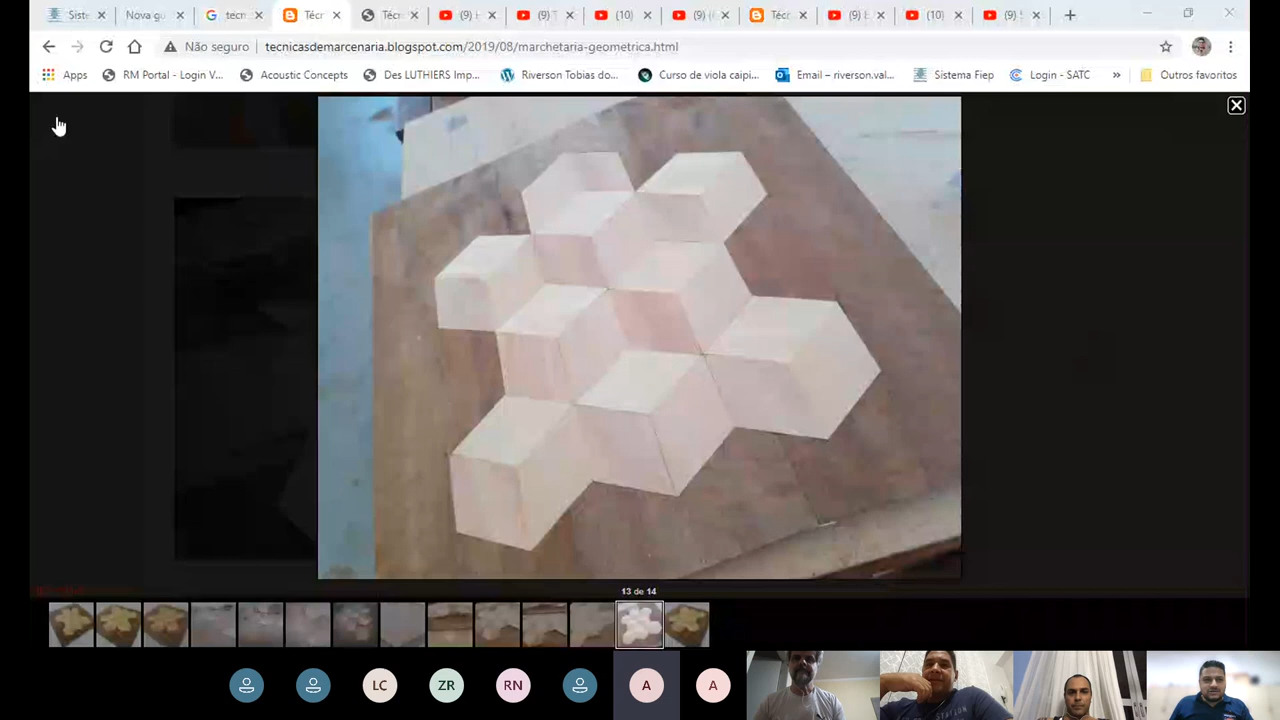 Siste
Nova gu
tecn
Técr
Técr
(9) I
(9) T
(10)
(9) (
Técr
(9) E
(10)
(9) 5
Não seguro
tecnicasdemarcenaria.blogspot.com/2019/08/marchetaria-geometrica.html
Apps
RM Portal - Login V...
Acoustic Concepts
Des LUTHIERS Imp...
Riverson Tobias do...
Curso de viola caipi...
Email – riverson.val...
Sistema Fiep
Login - SATC
»
Outros favoritos
13 de 14
LC
ZR
RN
A
A